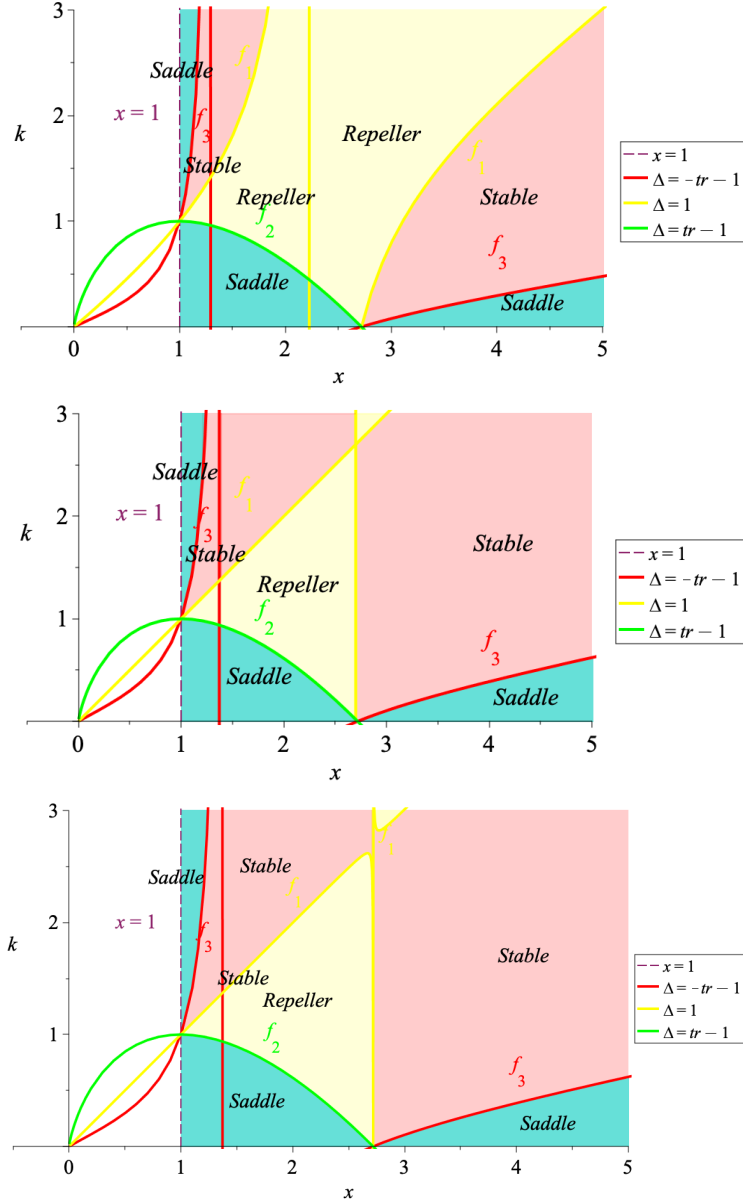 3
Saddle
f1
x = 1
f3
2
k
Repeller
Stable
Repeller
Stable
f2
1
f3
Saddle
Saddle
0 1 2 3 4 5
x
x = 1
Δ = -tr − 1
Δ = 1
Δ = tr − 1
3
Saddle
f1
x = 1
f3
2
k
Stable
Stable
Repeller
f2
f3
1
Saddle
Saddle
0 1 2 3 4 5
x
x = 1
Δ = -tr − 1
Δ = 1
Δ = tr − 1
3
f1
Saddle
Stable
f1
x = 1
f3
2
k
Stable
Stable
Repeller
f2
1
f3
Saddle
Saddle
0 1 2 3 4 5
x
x = 1
Δ = -tr − 1
Δ = 1
Δ = tr − 1